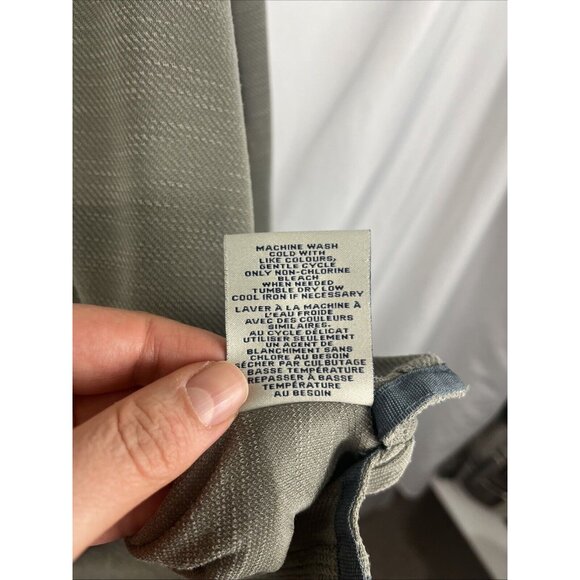 MACHINE WASH
COLD WITH
LIKE COLOURS,
GENTLE CYCLE
ONLY NON-CHLORINE
BLEACH
WHEN NEEDED
TUMBLE DRY LOW
COOL IRON IF NECESSARY
LAVER À LA MACHINE À
L'EAU FROIDE
AVEC DES COULEURS
SIMILAIRES.
AU CYCLE DÉLICAT
UTILISER SEULEMENT
UN AGENT DE
BLANCHIMENT SANS
CHLORE AU BESOIN
SÉCHER PAR CULBUTAGE
À BASSE TEMPÉRATURE
REPASSER À BASSE
TEMPÉRATURE
AU BESOIN